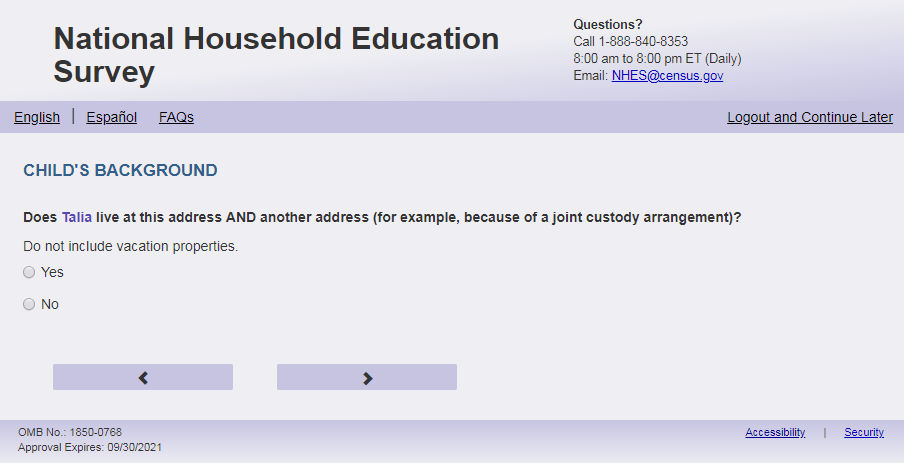 National Household Education
Survey
Questions?
Call 1-888-840-8353
8:00 am to 8:00 pm ET (Daily)
Email: NHES@census.gov
English | Español FAQs
Logout and Continue Later
CHILD'S BACKGROUND
Does Talia live at this address AND another address (for example, because of a joint custody arrangement)?
Do not include vacation properties.
Yes
No
OMB No.: 1850-0768
Approval Expires: 09/30/2021
Accessibility | Security